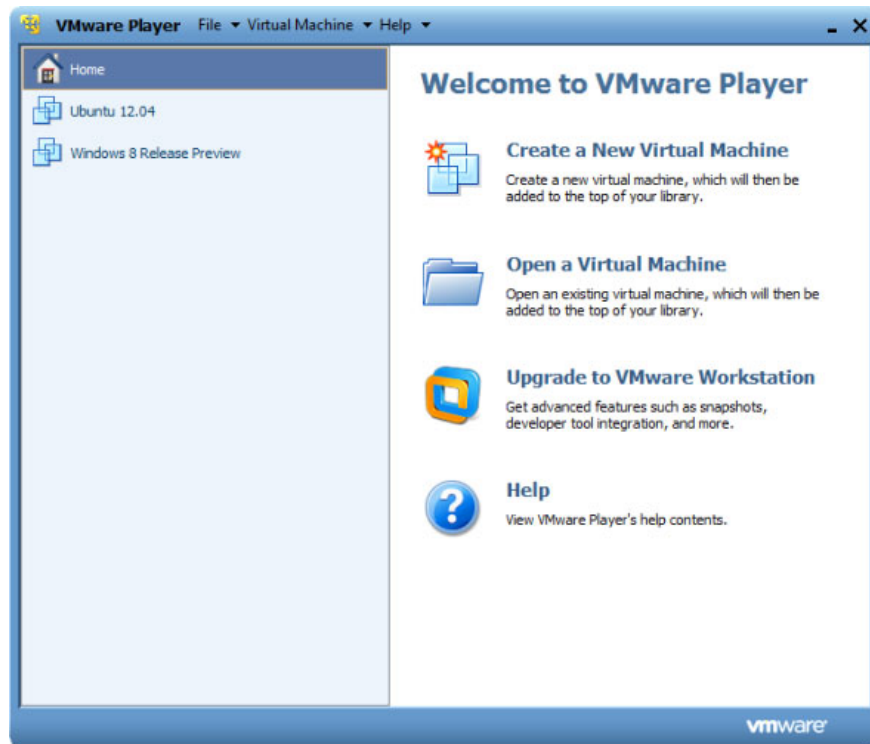 VMware Player File Virtual Machine Help
Home
Ubuntu 12.04
Windows 8 Release Preview
Welcome to VMware Player
Create a New Virtual Machine
Create a new virtual machine, which will then be
added to the top of your library.
Open a Virtual Machine
Open an existing virtual machine, which will then be
added to the top of your library.
Upgrade to VMware Workstation
Get advanced features such as snapshots,
developer tool integration, and more.
Help
View VMware Player's help contents.
vmware